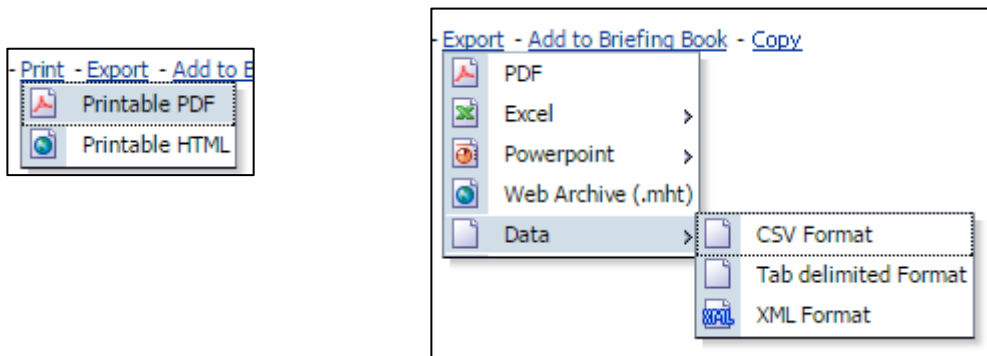 - Print - Export - Add to B
Printable PDF
Printable HTML
- Export - Add to Briefing Book - Copy
PDF
Excel
Powerpoint
Web Archive (.mht)
Data
CSV Format
Tab delimited Format
XML Format